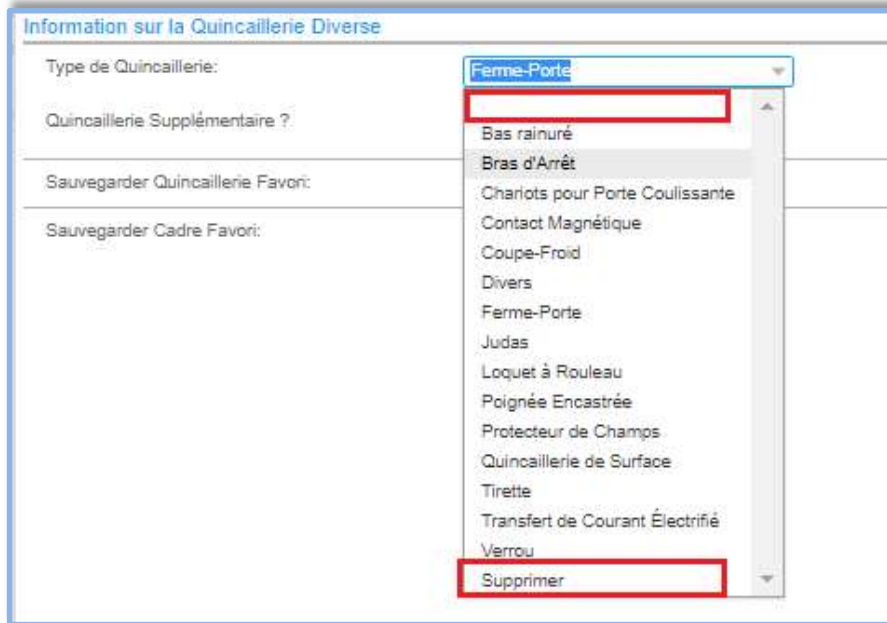 Information sur la Quincaillerie Diverse
Type de Quincaillerie:
Ferme-Porte
Quincaillerie Supplémentaire ?
Sauvegarder Quincaillerie Favori:
Sauvegarder Cadre Favori:
Bas rainuré
Bras d'Arrêt
Chariots pour Porte Coulissante
Contact Magnétique
Coupe-Froid
Divers
Ferme-Porte
Judas
Loquet à Rouleau
Poignée Encastrée
Protecteur de Champs
Quincaillerie de Surface
Tirette
Transfert de Courant Électrifié
Verrou
Supprimer